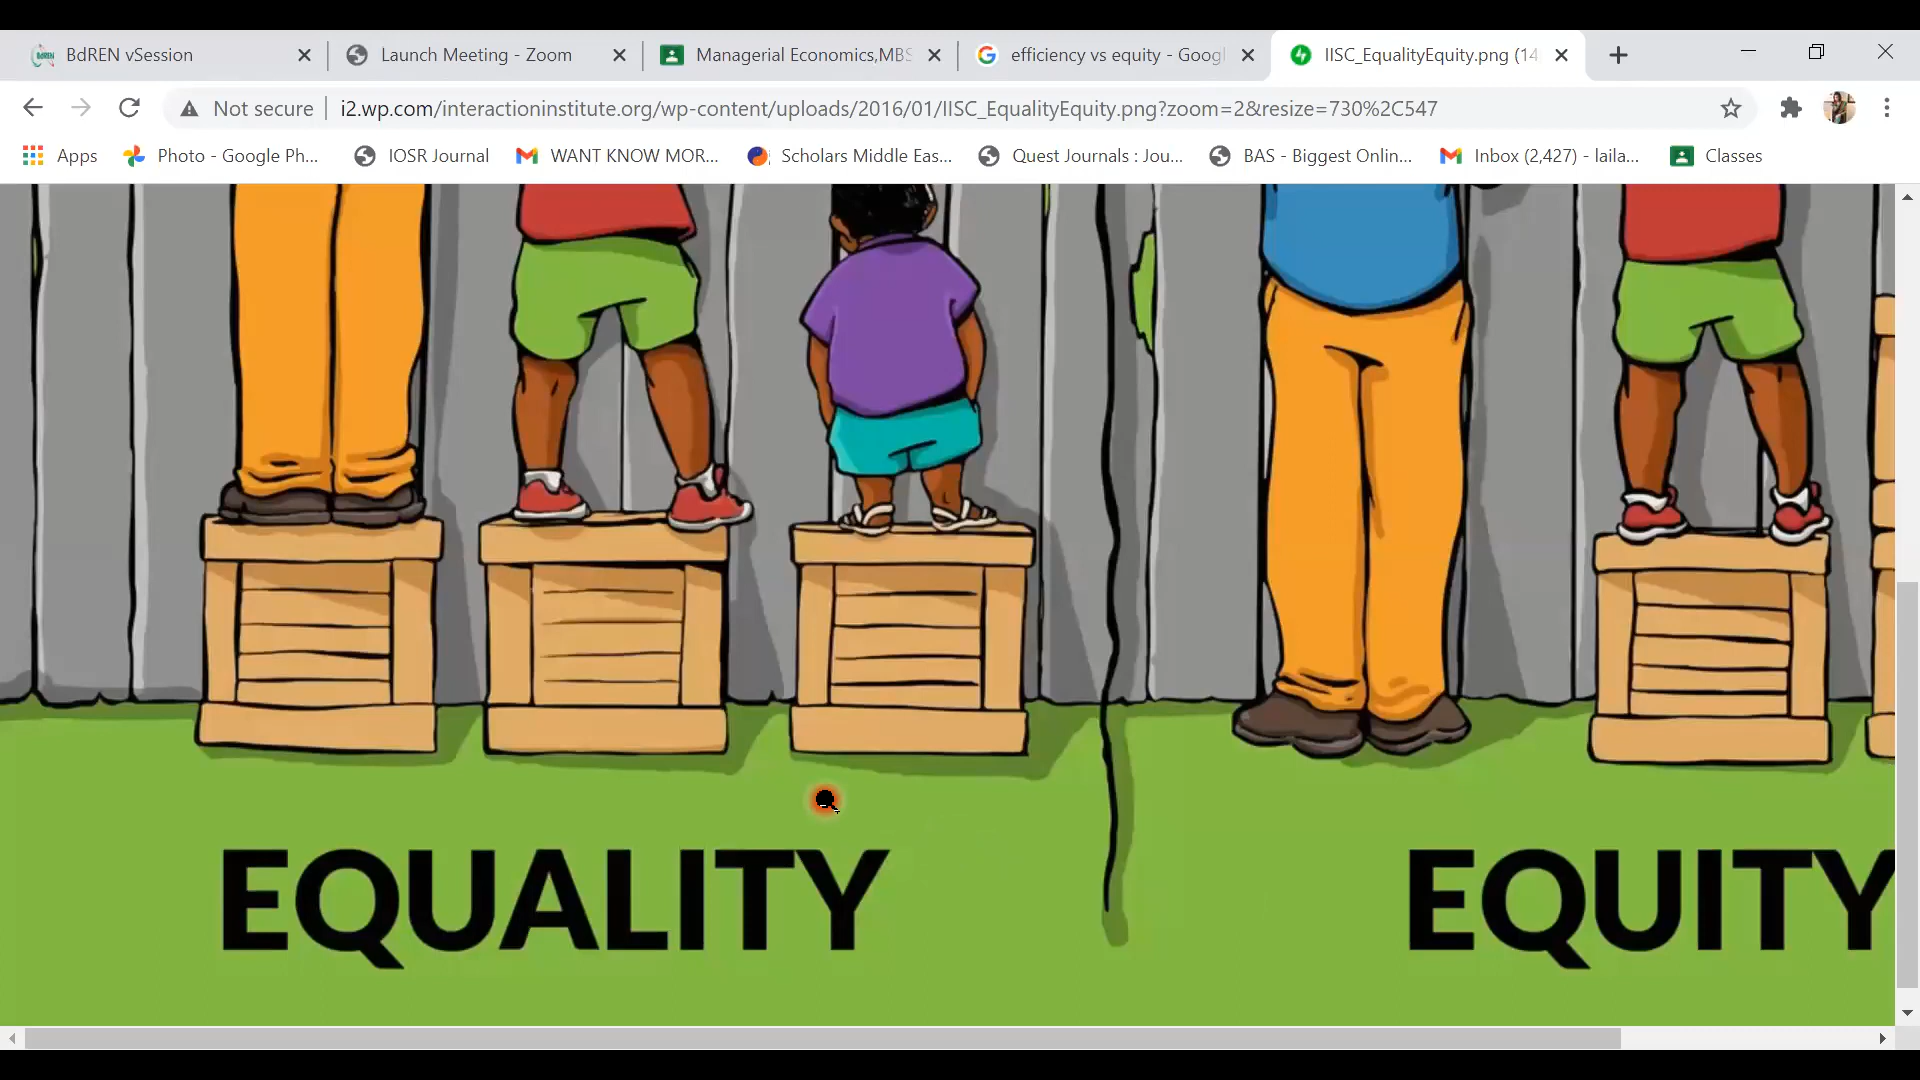 BdREN vSession
Launch Meeting - Zoom
Managerial Economics,MBS
efficiency vs equity - Googl
IISC_EqualityEquity.png (14
Not secure
i2.wp.com/interactioninstitute.org/wp-content/uploads/2016/01/IISC_EqualityEquity.png?zoom=2&resize=730%2C547
Apps
Photo - Google Ph...
IOSR Journal
WANT KNOW MOR...
Scholars Middle Eas...
Quest Journals : Jou...
BAS - Biggest Onlin...
Inbox (2,427) - laila...
Classes
EQUALITY
EQUITY